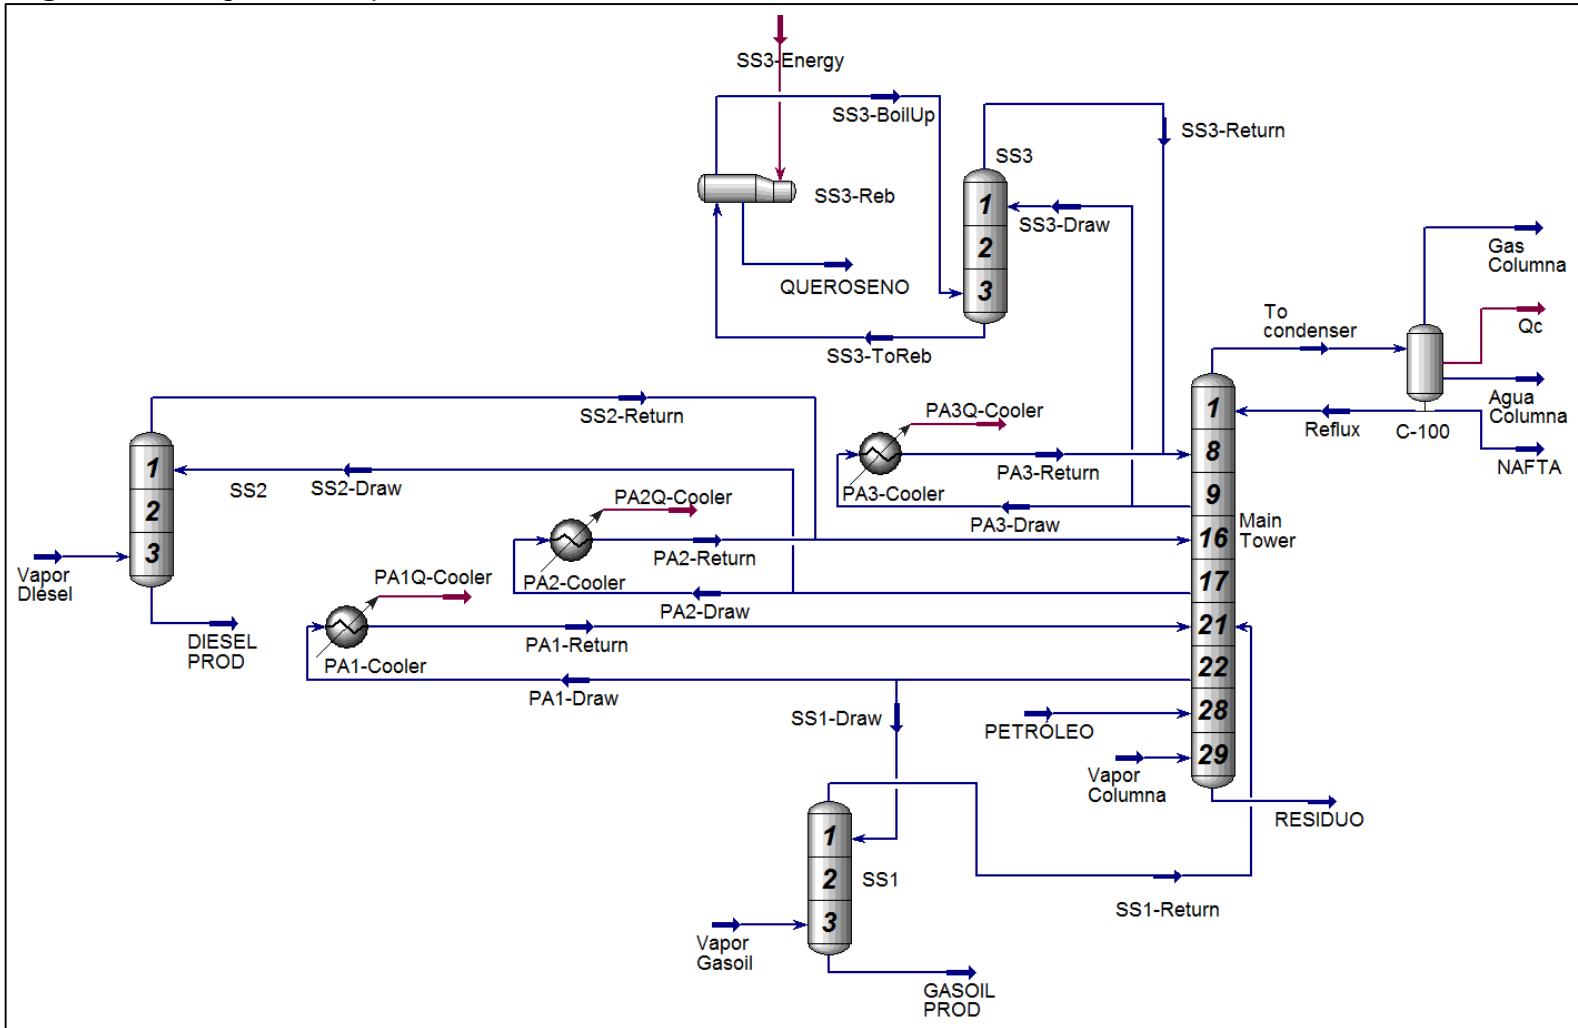 SS3-Energy
SS3-BoilUp
SS3-Return
SS3
SS3-Reb
1
2
3
SS3-Draw
QUEROSENO
SS3-ToReb
Gas
Columna
To
condenser
Qc
Agua
Columna
Reflux
C-100
NAFTA
SS2-Return
1
2
3
SS2
SS2-Draw
Vapor
Diésel
DIESEL
PROD
PA3Q-Cooler
PA3-Return
PA3-Cooler
PA3-Draw
PA2Q-Cooler
PA2-Return
PA2-Cooler
PA2-Draw
PA1Q-Cooler
PA1-Return
PA1-Cooler
PA1-Draw
1
8
9
16
17
21
22
28
29
Main
Tower
SS1-Draw
PETRÓLEO
Vapor
Columna
RESIDUO
1
2
3
SS1
SS1-Return
Vapor
Gasoil
GASOIL
PROD